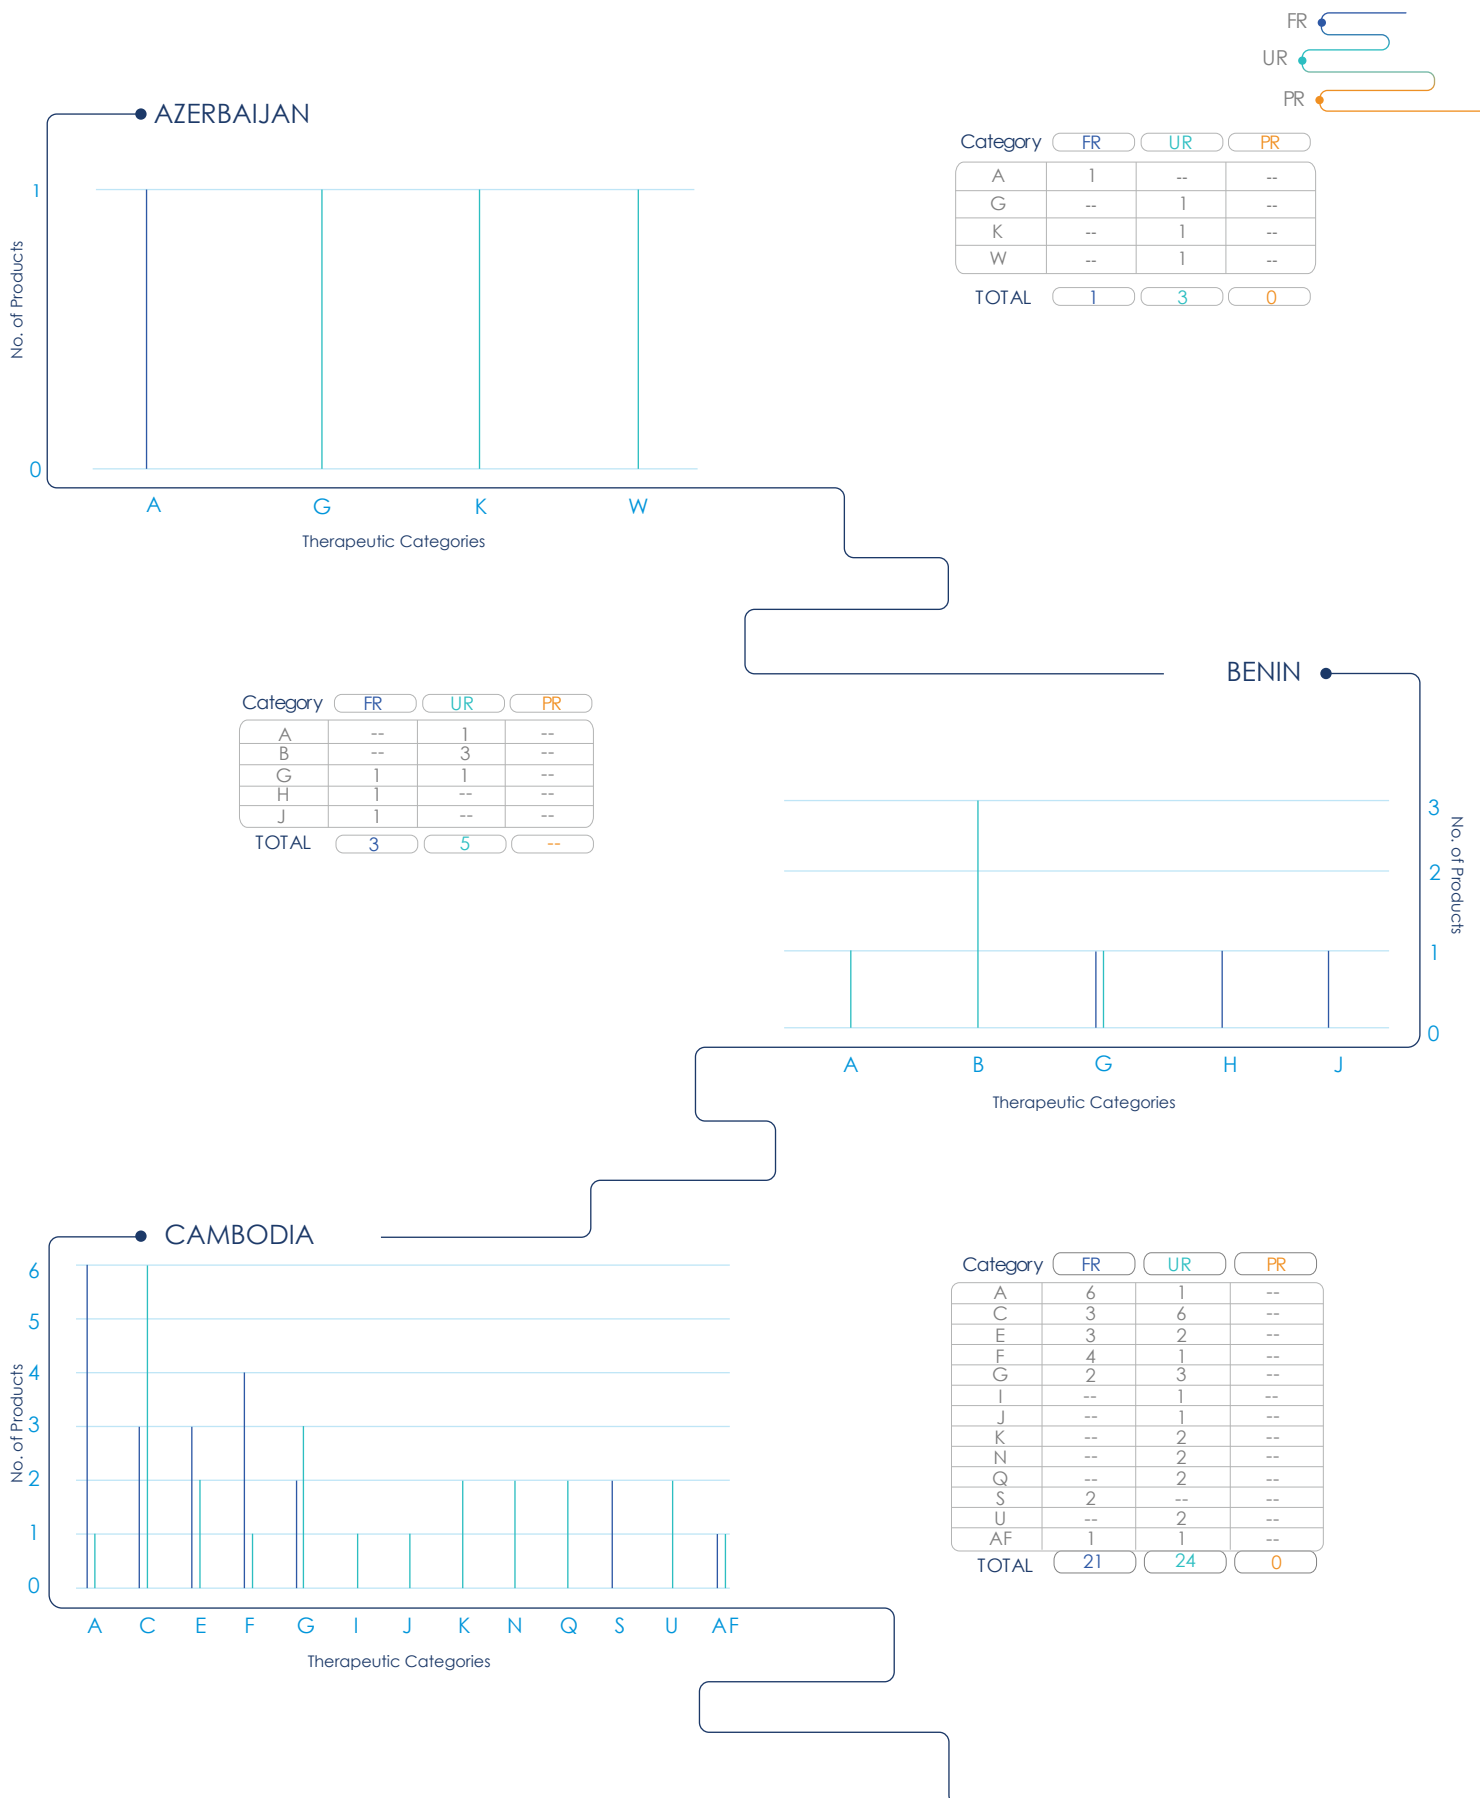 FR
UR
PR
AZERBAIJAN
Category FR UR PR
A 1 -- --
G -- 1 --
K -- 1 --
W -- 1 --
TOTAL 1 3 0
1
0
No. of Products
A G K W
Therapeutic Categories
BENIN
Category FR UR PR
A -- 1 --
B -- 3 --
G 1 1 --
H 1 -- --
J 1 -- --
TOTAL 3 5 --
3
2
1
0
No. of Products
A B G H J
Therapeutic Categories
CAMBODIA
6
5
4
3
2
1
0
No. of Products
A C E F G I J K N Q S U AF
Therapeutic Categories
Category FR UR PR
A 6 1 --
C 3 6 --
E 3 2 --
F 4 1 --
G 2 3 --
I -- 1 --
J -- 1 --
K -- 2 --
N -- 2 --
Q -- 2 --
S 2 -- --
U -- 2 --
AF 1 1 --
TOTAL 21 24 0